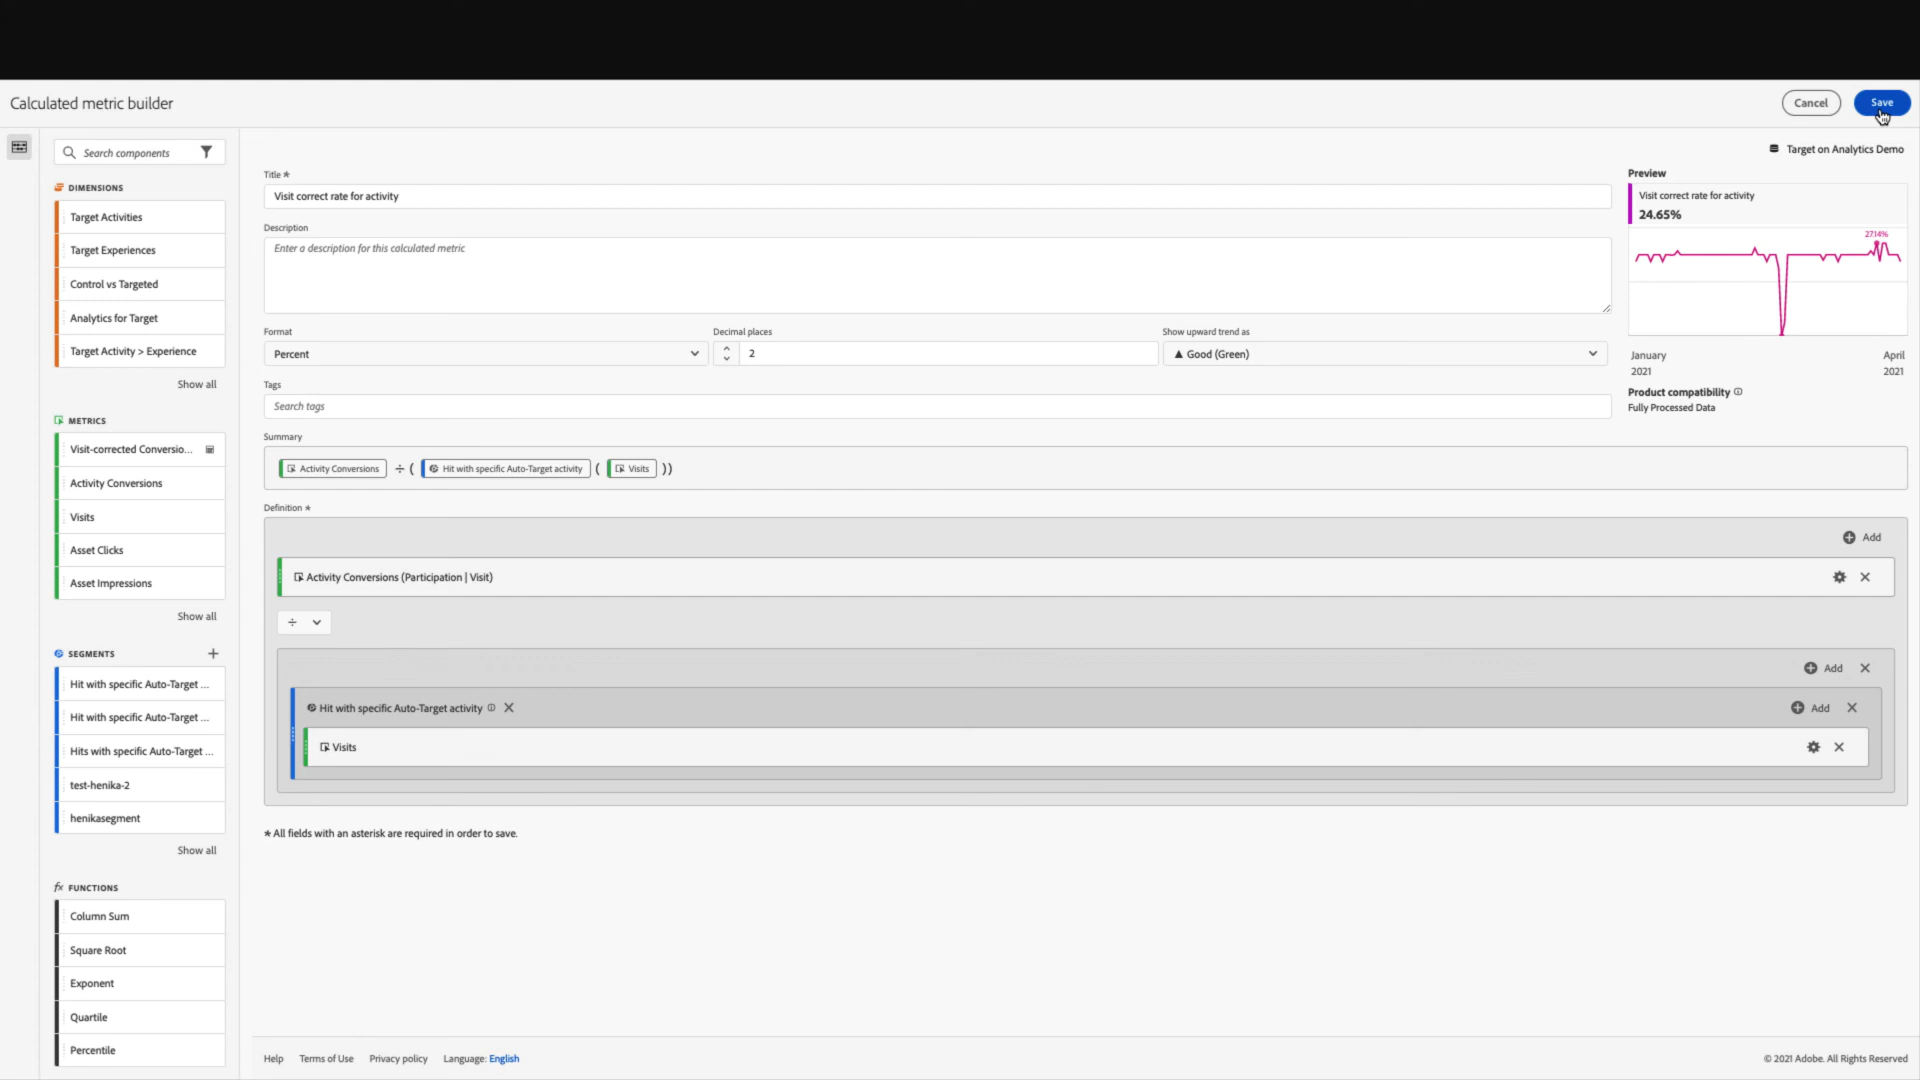 Calculated metric builder
Cancel
Save
Search components
Target on Analytics Demo
DIMENSIONS
Target Activities
Target Experiences
Control vs Targeted
Analytics for Target
Target Activity > Experience
Show all
METRICS
Visit-corrected Conversio...
Activity Conversions
Visits
Asset Clicks
Asset Impressions
Show all
SEGMENTS
Hit with specific Auto-Target ...
Hit with specific Auto-Target ...
Hits with specific Auto-Target ...
test-henika-2
henikasegment
Show all
fx FUNCTIONS
Column Sum
Square Root
Exponent
Quartile
Percentile
Title *
Visit correct rate for activity
Description
Enter a description for this calculated metric
Format
Percent
Decimal places
2
Show upward trend as
▲ Good (Green)
Tags
Search tags
Summary
Activity Conversions ÷ ( Hit with specific Auto-Target activity ( Visits ))
Definition *
Add
Activity Conversions (Participation | Visit)
÷
Add
Hit with specific Auto-Target activity
Add
Visits
* All fields with an asterisk are required in order to save.
Preview
Visit correct rate for activity
24.65%
27.14%
January
2021
April
2021
Product compatibility
Fully Processed Data
Help
Terms of Use
Privacy policy
Language: English
© 2021 Adobe. All Rights Reserved